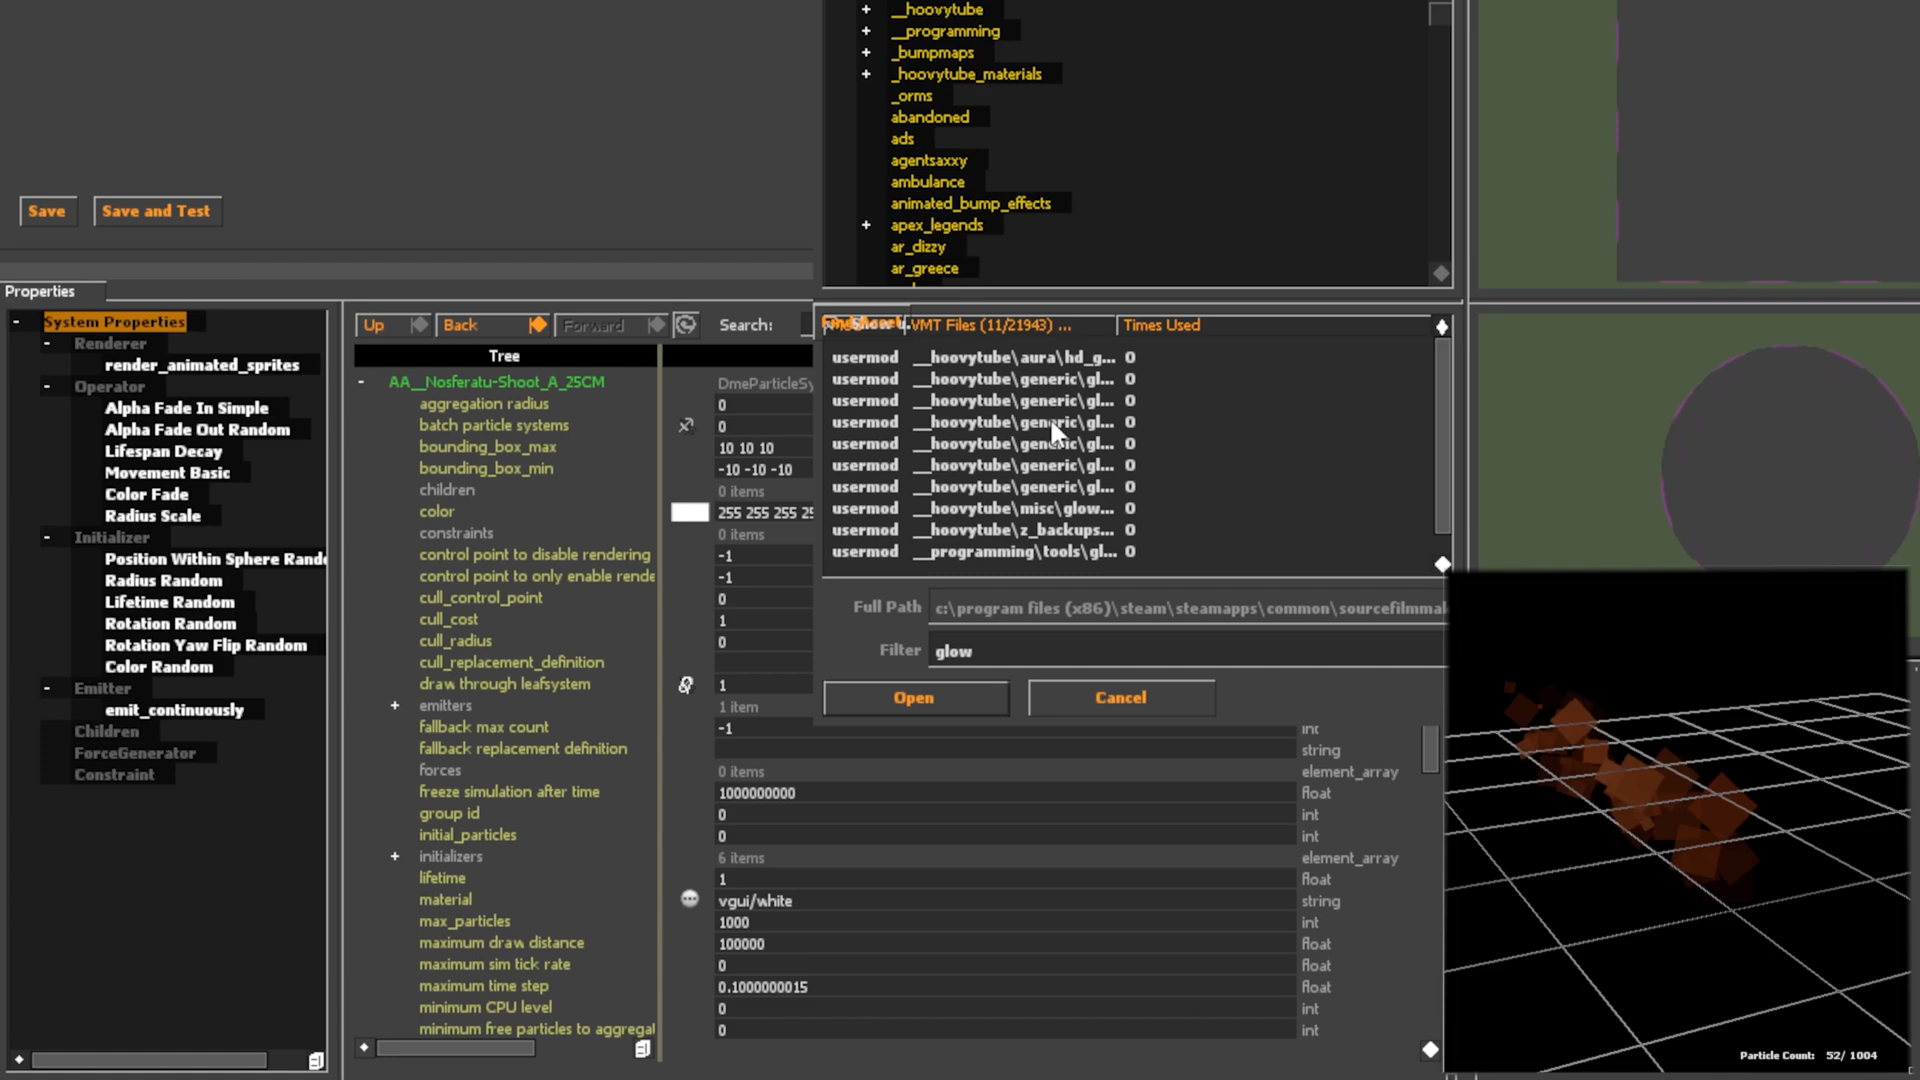 __hoovytube
__programming
_bumpmaps
_hoovytube_materials
_orms
abandoned
ads
agentsaxxy
ambulance
animated_bump_effects
apex_legends
ar_dizzy
ar_greece
Save
Save and Test
Properties
System Properties
Renderer
render_animated_sprites
Operator
Alpha Fade In Simple
Alpha Fade Out Random
Lifespan Decay
Movement Basic
Color Fade
Radius Scale
Initializer
Position Within Sphere Rand
Radius Random
Lifetime Random
Rotation Random
Rotation Yaw Flip Random
Color Random
Emitter
emit_continuously
Children
ForceGenerator
Constraint
Up
Back
Forward
Search:
Tree
AA__Nosferatu-Shoot_A_25CM DmeParticleSy
aggregation radius 0
batch particle systems 0
bounding_box_max 10 10 10
bounding_box_min -10 -10 -10
children 0 items
color 255 255 255 25
constraints 0 items
control point to disable rendering -1
control point to only enable rende -1
cull_control_point 0
cull_cost 1
cull_radius 0
cull_replacement_definition
draw through leafsystem 1
emitters 1 item
fallback max count -1 int
fallback replacement definition string
forces 0 items element_array
freeze simulation after time 1000000000 float
group id 0 int
initial_particles 0 int
initializers 6 items element_array
lifetime 1 float
material vgui/white string
max_particles 1000 int
maximum draw distance 100000 float
maximum sim tick rate 0 float
maximum time step 0.1000000015 float
minimum CPU level 0 int
minimum free particles to aggregat 0 int
VMT Files (11/21943) ... Times Used
usermod __hoovytube\aura\hd_g... 0
usermod __hoovytube\generic\gl... 0
usermod __hoovytube\generic\gl... 0
usermod __hoovytube\generic\gl... 0
usermod __hoovytube\generic\gl... 0
usermod __hoovytube\generic\gl... 0
usermod __hoovytube\generic\gl... 0
usermod __hoovytube\misc\glow... 0
usermod __hoovytube\z_backups... 0
usermod __programming\tools\gl... 0
Full Path c:\program files (x86)\steam\steamapps\common\sourcefilmmak
Filter glow
Open
Cancel
Particle Count: 52/ 1004